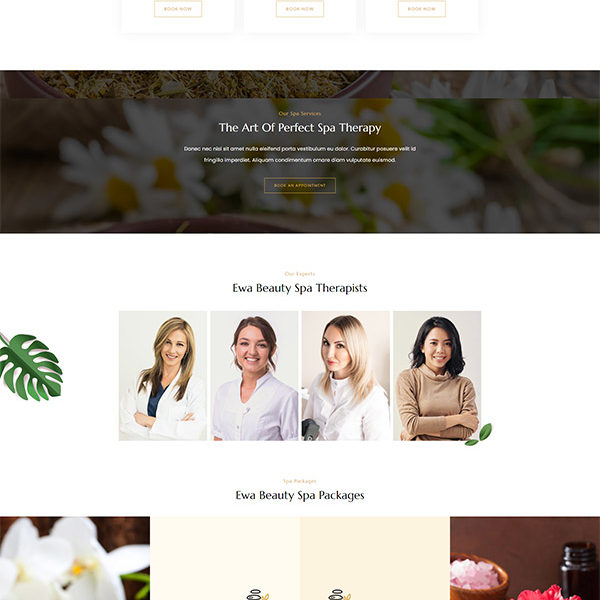 BOOK NOW BOOK NOW BOOK NOW
Our Spa Services
The Art Of Perfect Spa Therapy
Donec nec nisi sit amet nulla eleifend porta vestibulum eu dolor. Curabitur posuere velit id
fringilla imperdiet. Aliquam condimentum ornare diam vulputate euismod.
BOOK AN APPOINTMENT
Our Experts
Ewa Beauty Spa Therapists
Spa Packages
Ewa Beauty Spa Packages